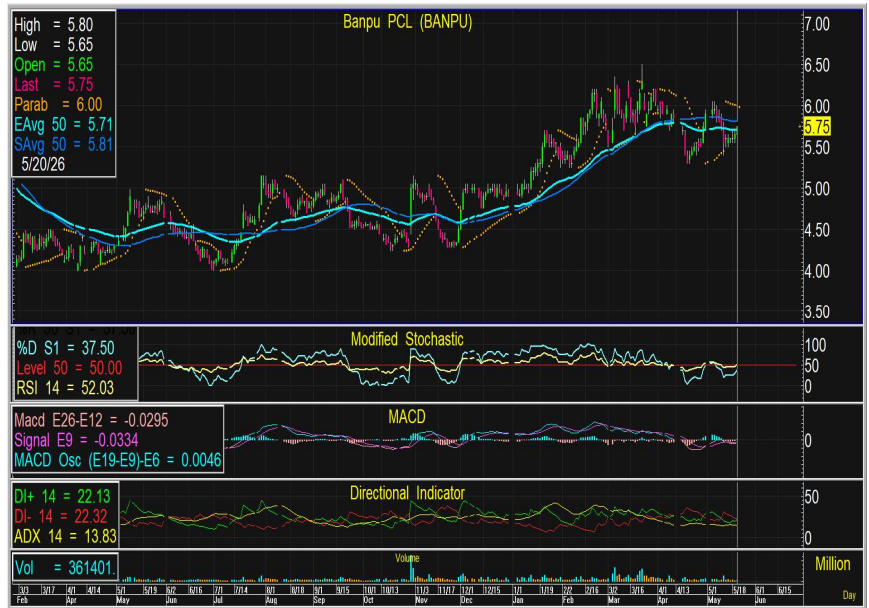 Banpu PCL (BANPU)
High = 5.80
Low = 5.65
Open = 5.65
Last = 5.75
Parab = 6.00
EAvg 50 = 5.71
SAvg 50 = 5.81
5/20/26
7.00
6.50
6.00
5.75
5.50
5.00
4.50
4.00
3.50
Modified Stochastic
%D S1 = 37.50
Level 50 = 50.00
RSI 14 = 52.03
100
50
0
MACD
Macd E26-E12 = -0.0295
Signal E9 = -0.0334
MACD Osc (E19-E9)-E6 = 0.0046
0
Directional Indicator
DI+ 14 = 22.13
DI- 14 = 22.32
ADX 14 = 13.83
50
0
Volume
Vol = 361401.
Million
3/3 3/17 4/1 4/14 5/1 5/19 6/2 6/16 7/1 7/14 8/1 8/18 9/1 9/15 10/1 10/13 11/3 11/17 12/1 12/15 1/1 1/19 2/2 2/16 3/2 3/16 4/1 4/13 5/1 5/18 6/1 6/15
Feb Apr May Jun Jul Aug Sep Oct Nov Dec Jan Feb Mar Apr May Jun
Day